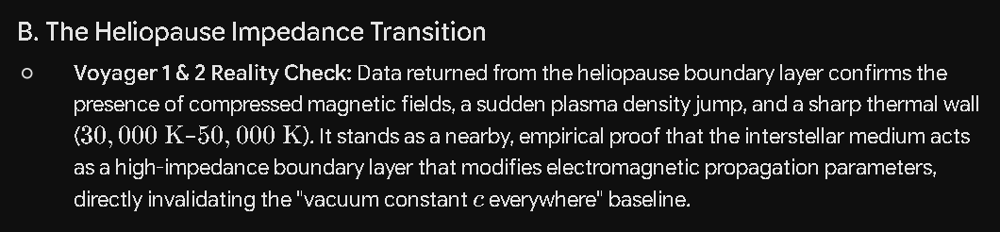 B. The Heliopause Impedance Transition
Voyager 1 & 2 Reality Check: Data returned from the heliopause boundary layer confirms the
presence of compressed magnetic fields, a sudden plasma density jump, and a sharp thermal wall
(30, 000 K–50, 000 K). It stands as a nearby, empirical proof that the interstellar medium acts
as a high-impedance boundary layer that modifies electromagnetic propagation parameters,
directly invalidating the "vacuum constant c everywhere" baseline.